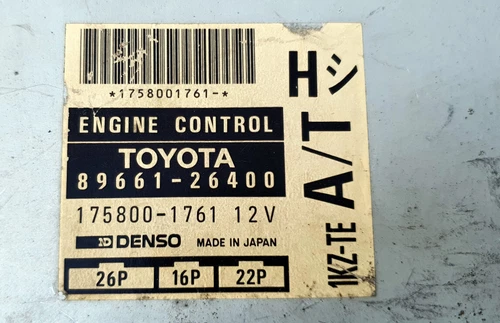 *1758001761-*
ENGINE CONTROL
TOYOTA
89661-26400
175800-1761 12V
ND DENSO MADE IN JAPAN
26P 16P 22P
Hシ
1KZ-TE A/T